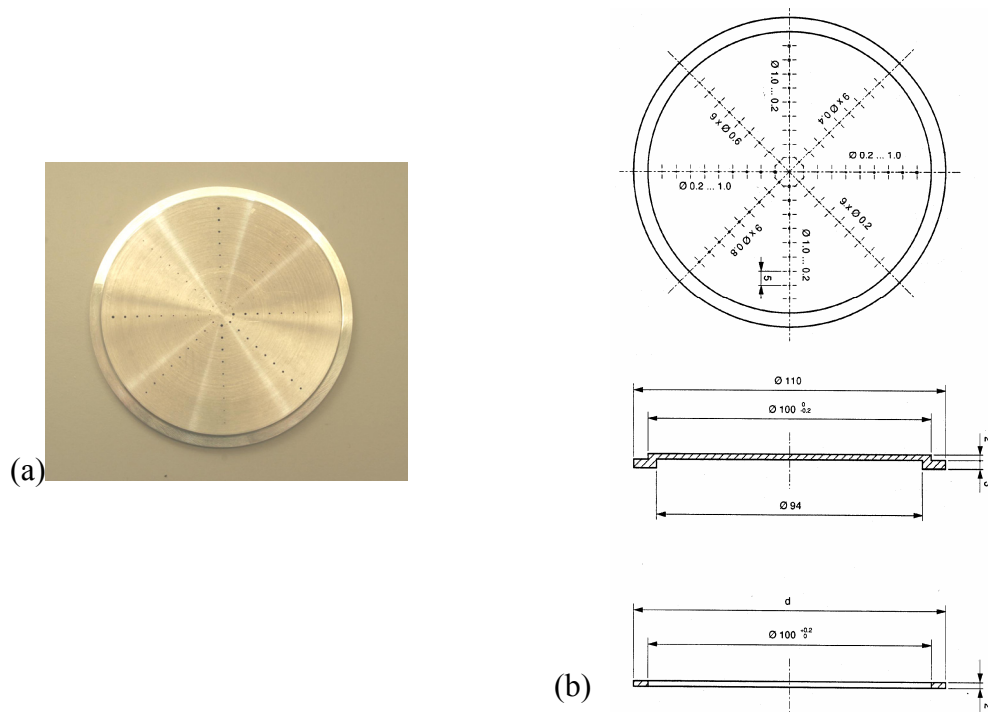 (a)
Ø 1.0 ... 0.2
9 x Ø 0.4
9 x Ø 0.6
Ø 0.2 ... 1.0
Ø 0.2 ... 1.0
9 x Ø 0.8
Ø 1.0 ... 0.2
9 x Ø 0.2
5
Ø 110
Ø 100 0 -0.2
2
Ø 94
d
Ø 100 +0.2 0
2
(b)